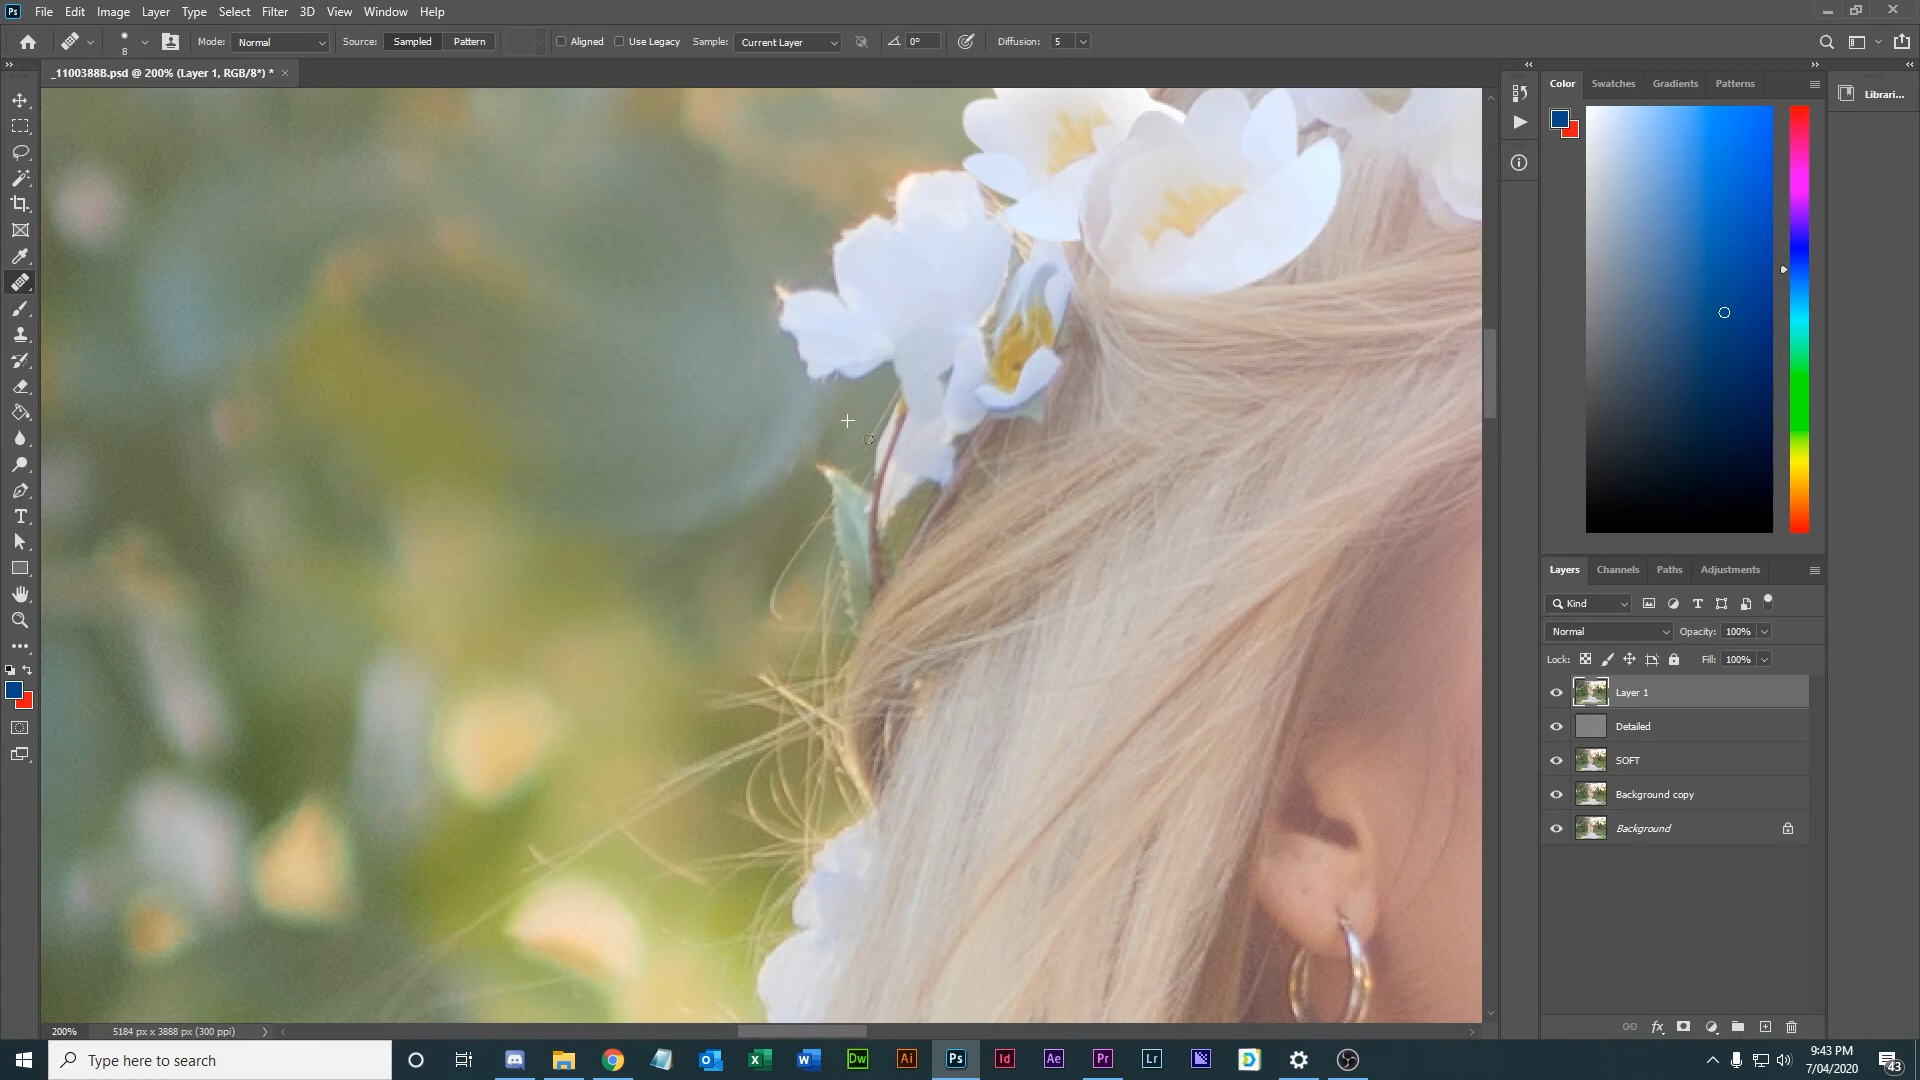 Ps File Edit Image Layer Type Select Filter 3D View Window Help
8 Mode: Normal Source: Sampled Pattern Aligned Use Legacy Sample: Current Layer 0° Diffusion: 5
_1100388B.psd @ 200% (Layer 1, RGB/8*) * ×
Color Swatches Gradients Patterns
Librari...
Layers Channels Paths Adjustments
Kind
Normal Opacity: 100%
Lock: Fill: 100%
Layer 1
Detailed
SOFT
Background copy
Background
fx
200% 5184 px x 3888 px (300 ppi)
Type here to search
Dw Ai Ps Id Ae Pr Lr
9:43 PM
7/04/2020
43